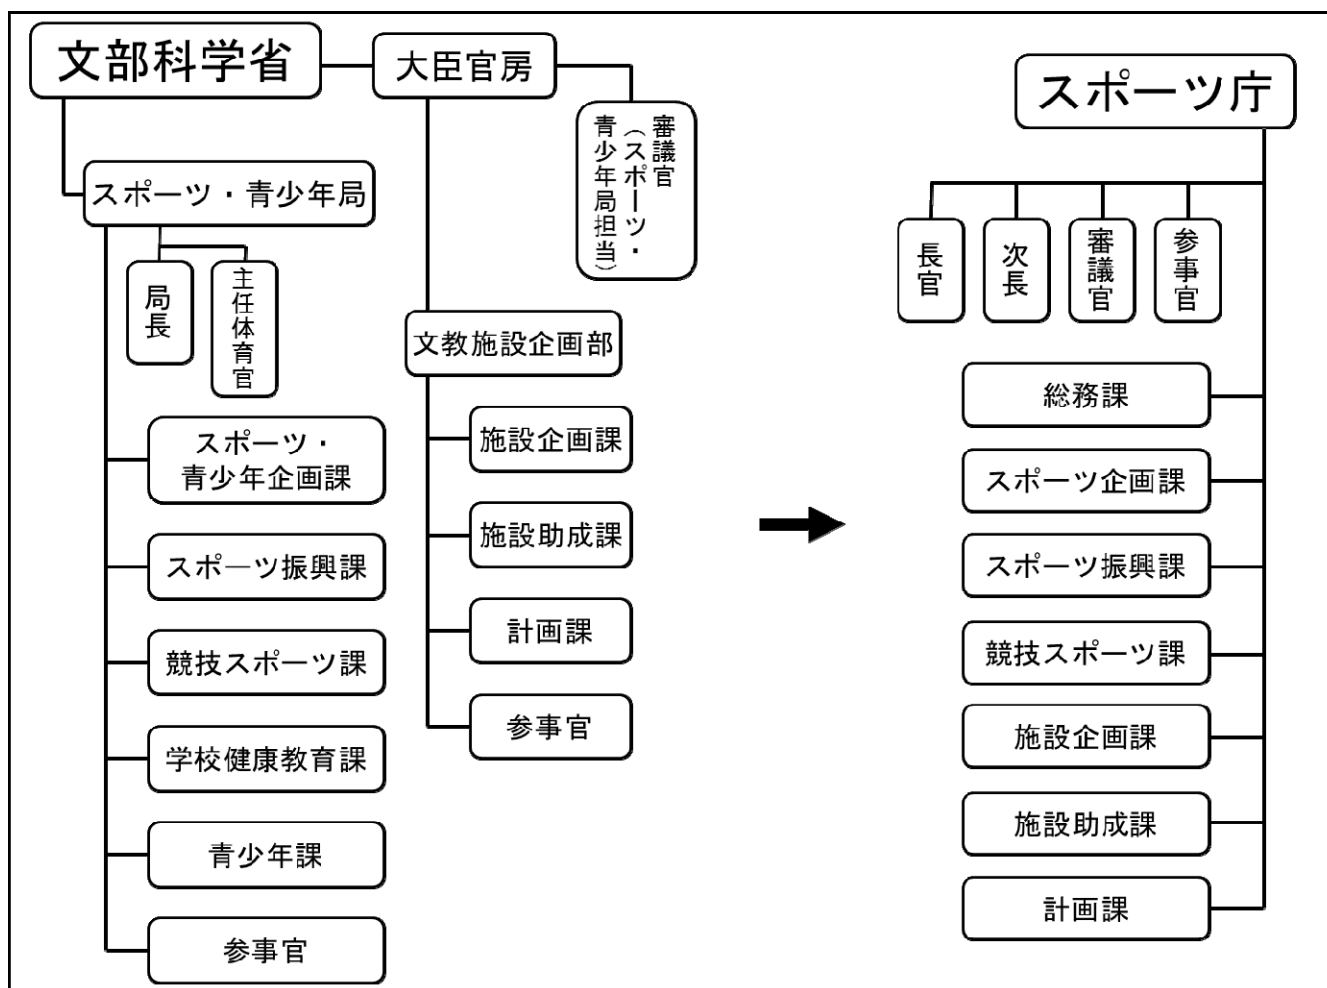 文部科学省
大臣官房
審議官
（スポーツ・
青少年局担当）
スポーツ・青少年局
局長
主任体育官
スポーツ・
青少年企画課
スポーツ振興課
競技スポーツ課
学校健康教育課
青少年課
参事官
文教施設企画部
施設企画課
施設助成課
計画課
参事官
スポーツ庁
長官
次長
審議官
参事官
総務課
スポーツ企画課
スポーツ振興課
競技スポーツ課
施設企画課
施設助成課
計画課